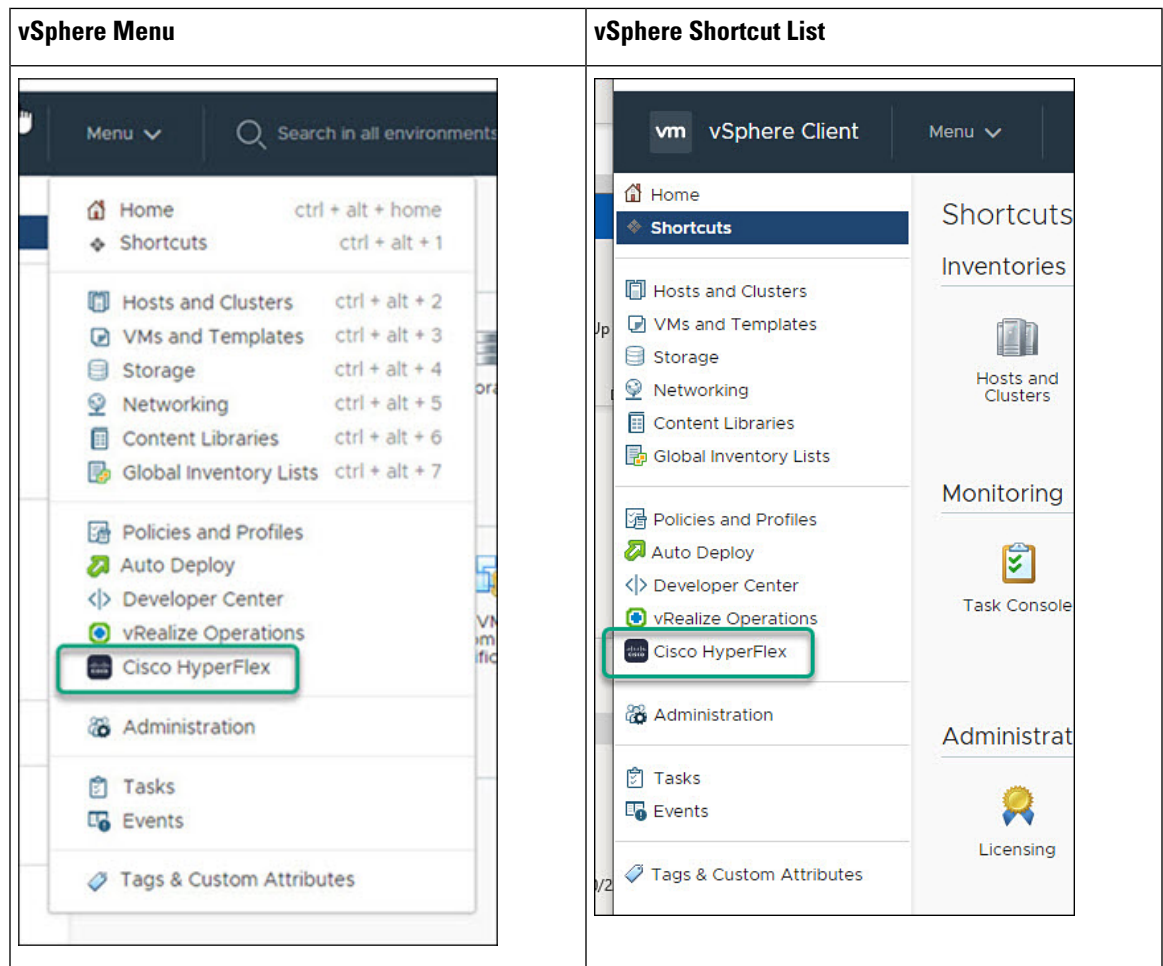 vSphere Menu
vSphere Shortcut List
Menu
Search in all environments
Home ctrl + alt + home
Shortcuts ctrl + alt + 1
Hosts and Clusters ctrl + alt + 2
VMs and Templates ctrl + alt + 3
Storage ctrl + alt + 4
Networking ctrl + alt + 5
Content Libraries ctrl + alt + 6
Global Inventory Lists ctrl + alt + 7
Policies and Profiles
Auto Deploy
Developer Center
vRealize Operations
Cisco HyperFlex
Administration
Tasks
Events
Tags & Custom Attributes
vm vSphere Client Menu
Home
Shortcuts
Hosts and Clusters
VMs and Templates
Storage
Networking
Content Libraries
Global Inventory Lists
Policies and Profiles
Auto Deploy
Developer Center
vRealize Operations
Cisco HyperFlex
Administration
Tasks
Events
Tags & Custom Attributes
Shortcuts
Inventories
Hosts and
Clusters
Monitoring
Task Console
Administrat
Licensing